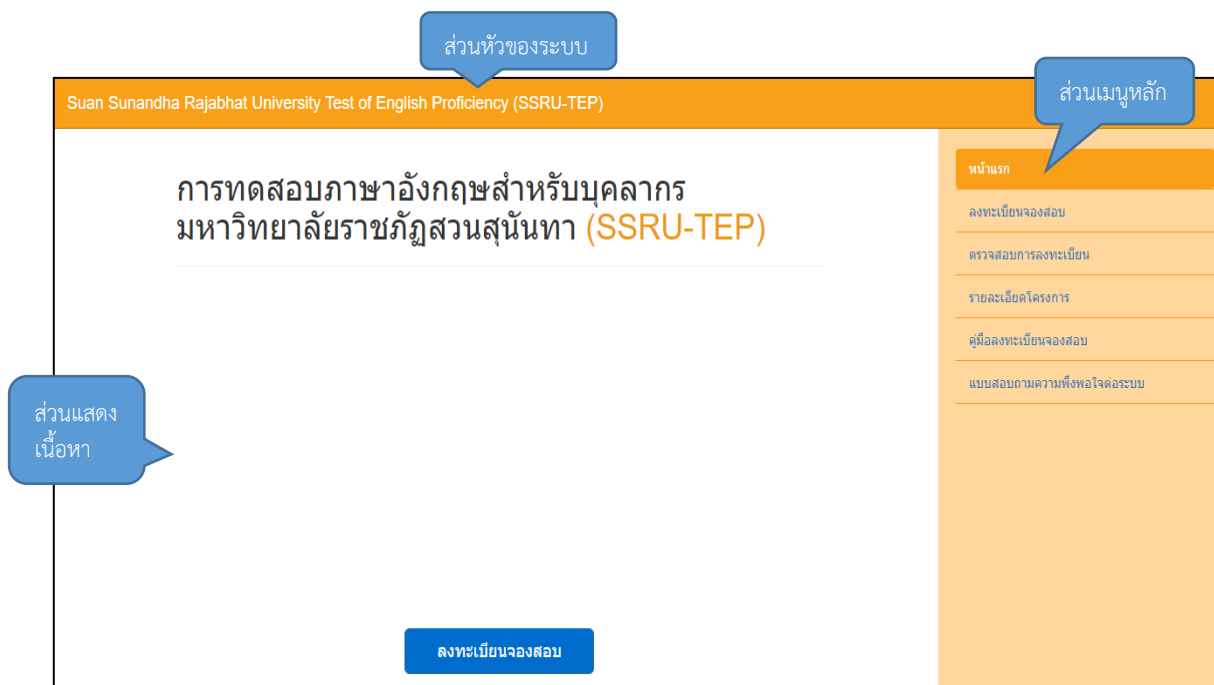 ส่วนหัวของระบบ
ส่วนเมนูหลัก
Suan Sunandha Rajabhat University Test of English Proficiency (SSRU-TEP)
การทดสอบภาษาอังกฤษสำหรับบุคลากร
มหาวิทยาลัยราชภัฏสวนสุนันทา (SSRU-TEP)
หน้าแรก
ลงทะเบียนจองสอบ
ตรวจสอบการลงทะเบียน
รายละเอียดโครงการ
คู่มือลงทะเบียนจองสอบ
แบบสอบถามความพึงพอใจต่อระบบ
ส่วนแสดง
เนื้อหา
ลงทะเบียนจองสอบ